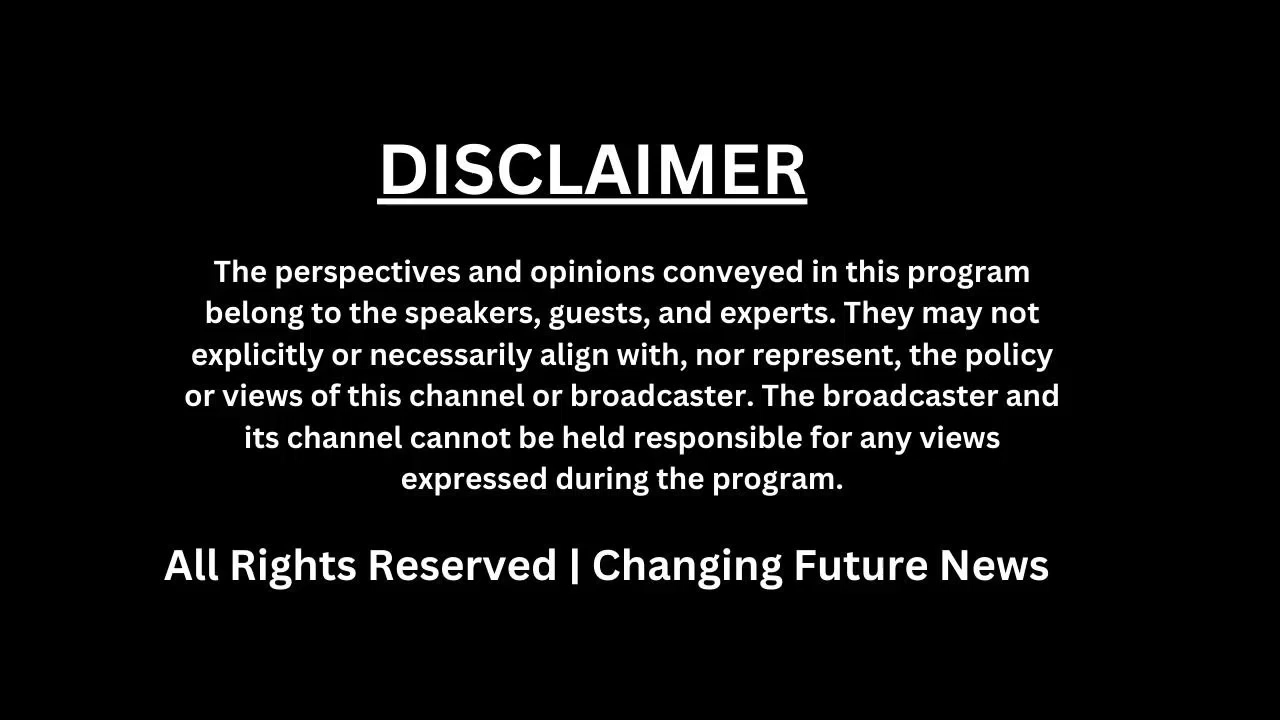 DISCLAIMER
The perspectives and opinions conveyed in this program
belong to the speakers, guests, and experts. They may not
explicitly or necessarily align with, nor represent, the policy
or views of this channel or broadcaster. The broadcaster and
its channel cannot be held responsible for any views
expressed during the program.
All Rights Reserved | Changing Future News